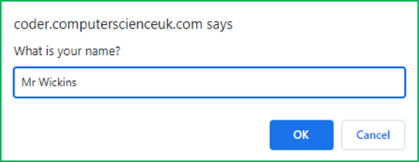 coder.computerscienceuk.com says
What is your name?
Mr Wickins
OK Cancel